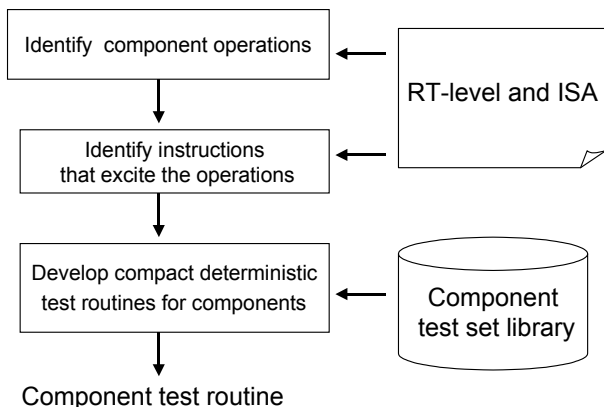 Identify component operations
RT-level and ISA
Identify instructions
that excite the operations
Develop compact deterministic
test routines for components
Component
test set library
Component test routine